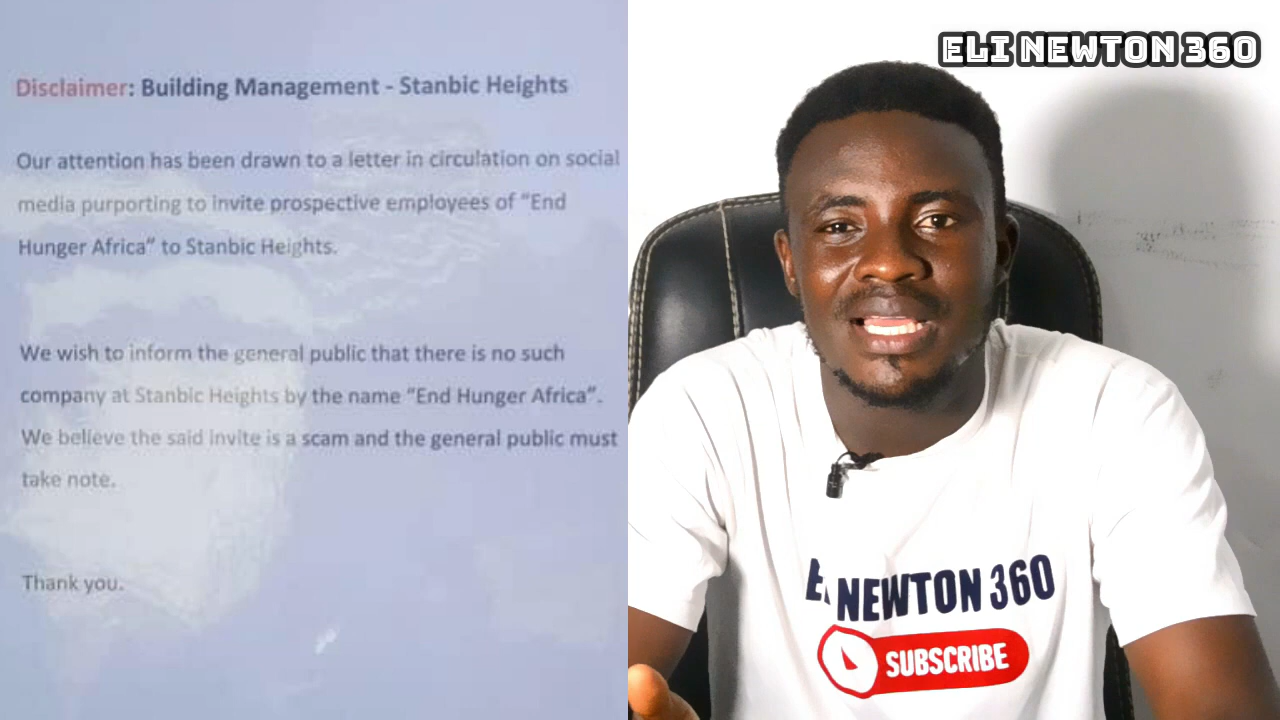 Disclaimer: Building Management - Stanbic Heights
Our attention has been drawn to a letter in circulation on social
media purporting to invite prospective employees of "End
Hunger Africa" to Stanbic Heights.
We wish to inform the general public that there is no such
company at Stanbic Heights by the name "End Hunger Africa".
We believe the said invite is a scam and the general public must
take note.
Thank you.
ELI NEWTON 360
NEWTON 360
SUBSCRIBE